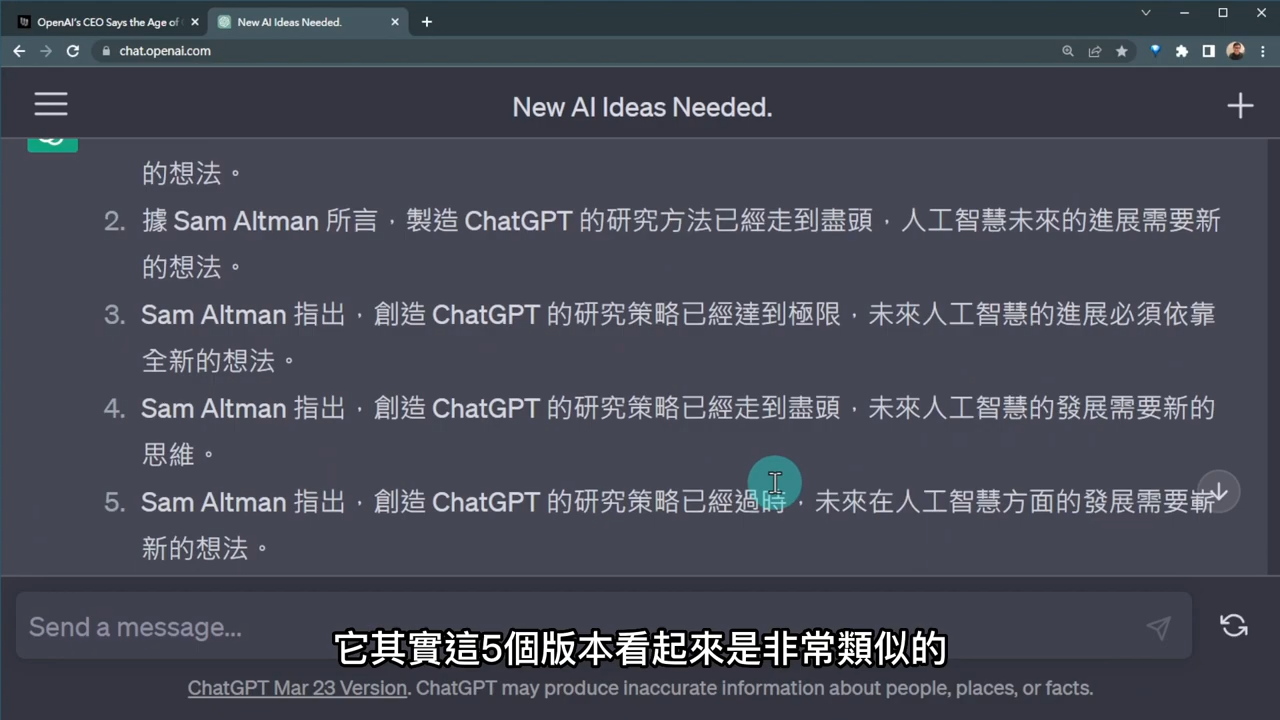 OpenAI's CEO Says the Age of
New AI Ideas Needed.
chat.openai.com
New AI Ideas Needed.
的想法。
2. 據 Sam Altman 所言，製造 ChatGPT 的研究方法已經走到盡頭，人工智慧未來的進展需要新
的想法。
3. Sam Altman 指出，創造 ChatGPT 的研究策略已經達到極限，未來人工智慧的進展必須依靠
全新的想法。
4. Sam Altman 指出，創造 ChatGPT 的研究策略已經走到盡頭，未來人工智慧的發展需要新的
思維。
5. Sam Altman 指出，創造 ChatGPT 的研究策略已經過時，未來在人工智慧方面的發展需要嶄
新的想法。
Send a message...
它其實這5個版本看起來是非常類似的
ChatGPT Mar 23 Version. ChatGPT may produce inaccurate information about people, places, or facts.